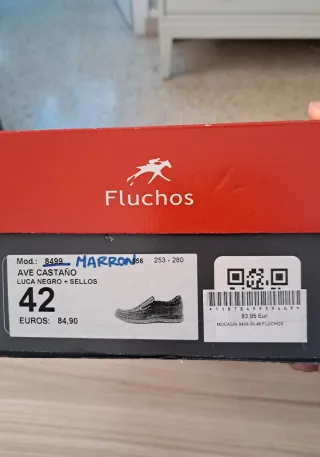 Fluchos
Mod.: 8499 MARRON 56 253 - 280
AVE CASTAÑO
LUCA NEGRO + SELLOS
42
EUROS: 84,90
83.95 Eur
MOCASIN 8499 39-46 FLUCHOS